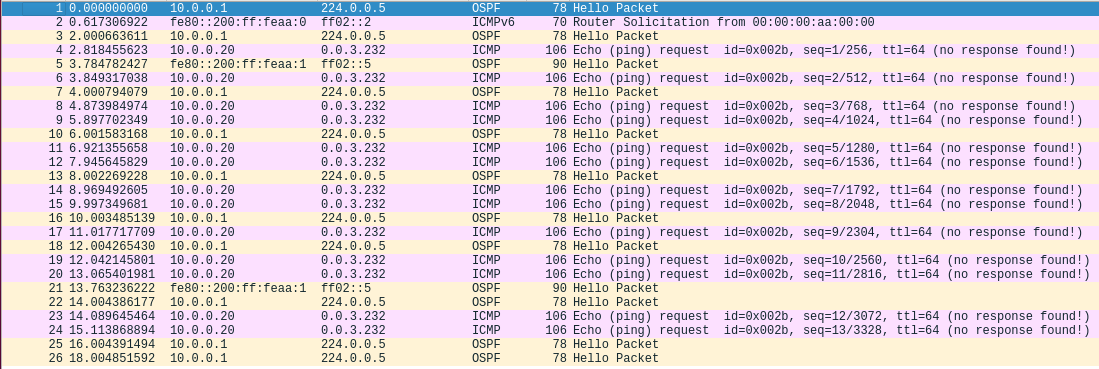 1 0.000000000 10.0.0.1 224.0.0.5 OSPF 78 Hello Packet
2 0.617306922 fe80::200:ff:feaa:0 ff02::2 ICMPv6 70 Router Solicitation from 00:00:00:aa:00:00
3 2.000663611 10.0.0.1 224.0.0.5 OSPF 78 Hello Packet
4 2.818455623 10.0.0.20 0.0.3.232 ICMP 106 Echo (ping) request id=0x002b, seq=1/256, ttl=64 (no response found!)
5 3.784782427 fe80::200:ff:feaa:1 ff02::5 OSPF 90 Hello Packet
6 3.849317038 10.0.0.20 0.0.3.232 ICMP 106 Echo (ping) request id=0x002b, seq=2/512, ttl=64 (no response found!)
7 4.000794079 10.0.0.1 224.0.0.5 OSPF 78 Hello Packet
8 4.873984974 10.0.0.20 0.0.3.232 ICMP 106 Echo (ping) request id=0x002b, seq=3/768, ttl=64 (no response found!)
9 5.897702349 10.0.0.20 0.0.3.232 ICMP 106 Echo (ping) request id=0x002b, seq=4/1024, ttl=64 (no response found!)
10 6.001583168 10.0.0.1 224.0.0.5 OSPF 78 Hello Packet
11 6.921355658 10.0.0.20 0.0.3.232 ICMP 106 Echo (ping) request id=0x002b, seq=5/1280, ttl=64 (no response found!)
12 7.945645829 10.0.0.20 0.0.3.232 ICMP 106 Echo (ping) request id=0x002b, seq=6/1536, ttl=64 (no response found!)
13 8.002269228 10.0.0.1 224.0.0.5 OSPF 78 Hello Packet
14 8.969492605 10.0.0.20 0.0.3.232 ICMP 106 Echo (ping) request id=0x002b, seq=7/1792, ttl=64 (no response found!)
15 9.997349681 10.0.0.20 0.0.3.232 ICMP 106 Echo (ping) request id=0x002b, seq=8/2048, ttl=64 (no response found!)
16 10.003485139 10.0.0.1 224.0.0.5 OSPF 78 Hello Packet
17 11.017717709 10.0.0.20 0.0.3.232 ICMP 106 Echo (ping) request id=0x002b, seq=9/2304, ttl=64 (no response found!)
18 12.004265430 10.0.0.1 224.0.0.5 OSPF 78 Hello Packet
19 12.042145801 10.0.0.20 0.0.3.232 ICMP 106 Echo (ping) request id=0x002b, seq=10/2560, ttl=64 (no response found!)
20 13.065401981 10.0.0.20 0.0.3.232 ICMP 106 Echo (ping) request id=0x002b, seq=11/2816, ttl=64 (no response found!)
21 13.763236222 fe80::200:ff:feaa:1 ff02::5 OSPF 90 Hello Packet
22 14.004386177 10.0.0.1 224.0.0.5 OSPF 78 Hello Packet
23 14.089645464 10.0.0.20 0.0.3.232 ICMP 106 Echo (ping) request id=0x002b, seq=12/3072, ttl=64 (no response found!)
24 15.113868894 10.0.0.20 0.0.3.232 ICMP 106 Echo (ping) request id=0x002b, seq=13/3328, ttl=64 (no response found!)
25 16.004391494 10.0.0.1 224.0.0.5 OSPF 78 Hello Packet
26 18.004851592 10.0.0.1 224.0.0.5 OSPF 78 Hello Packet